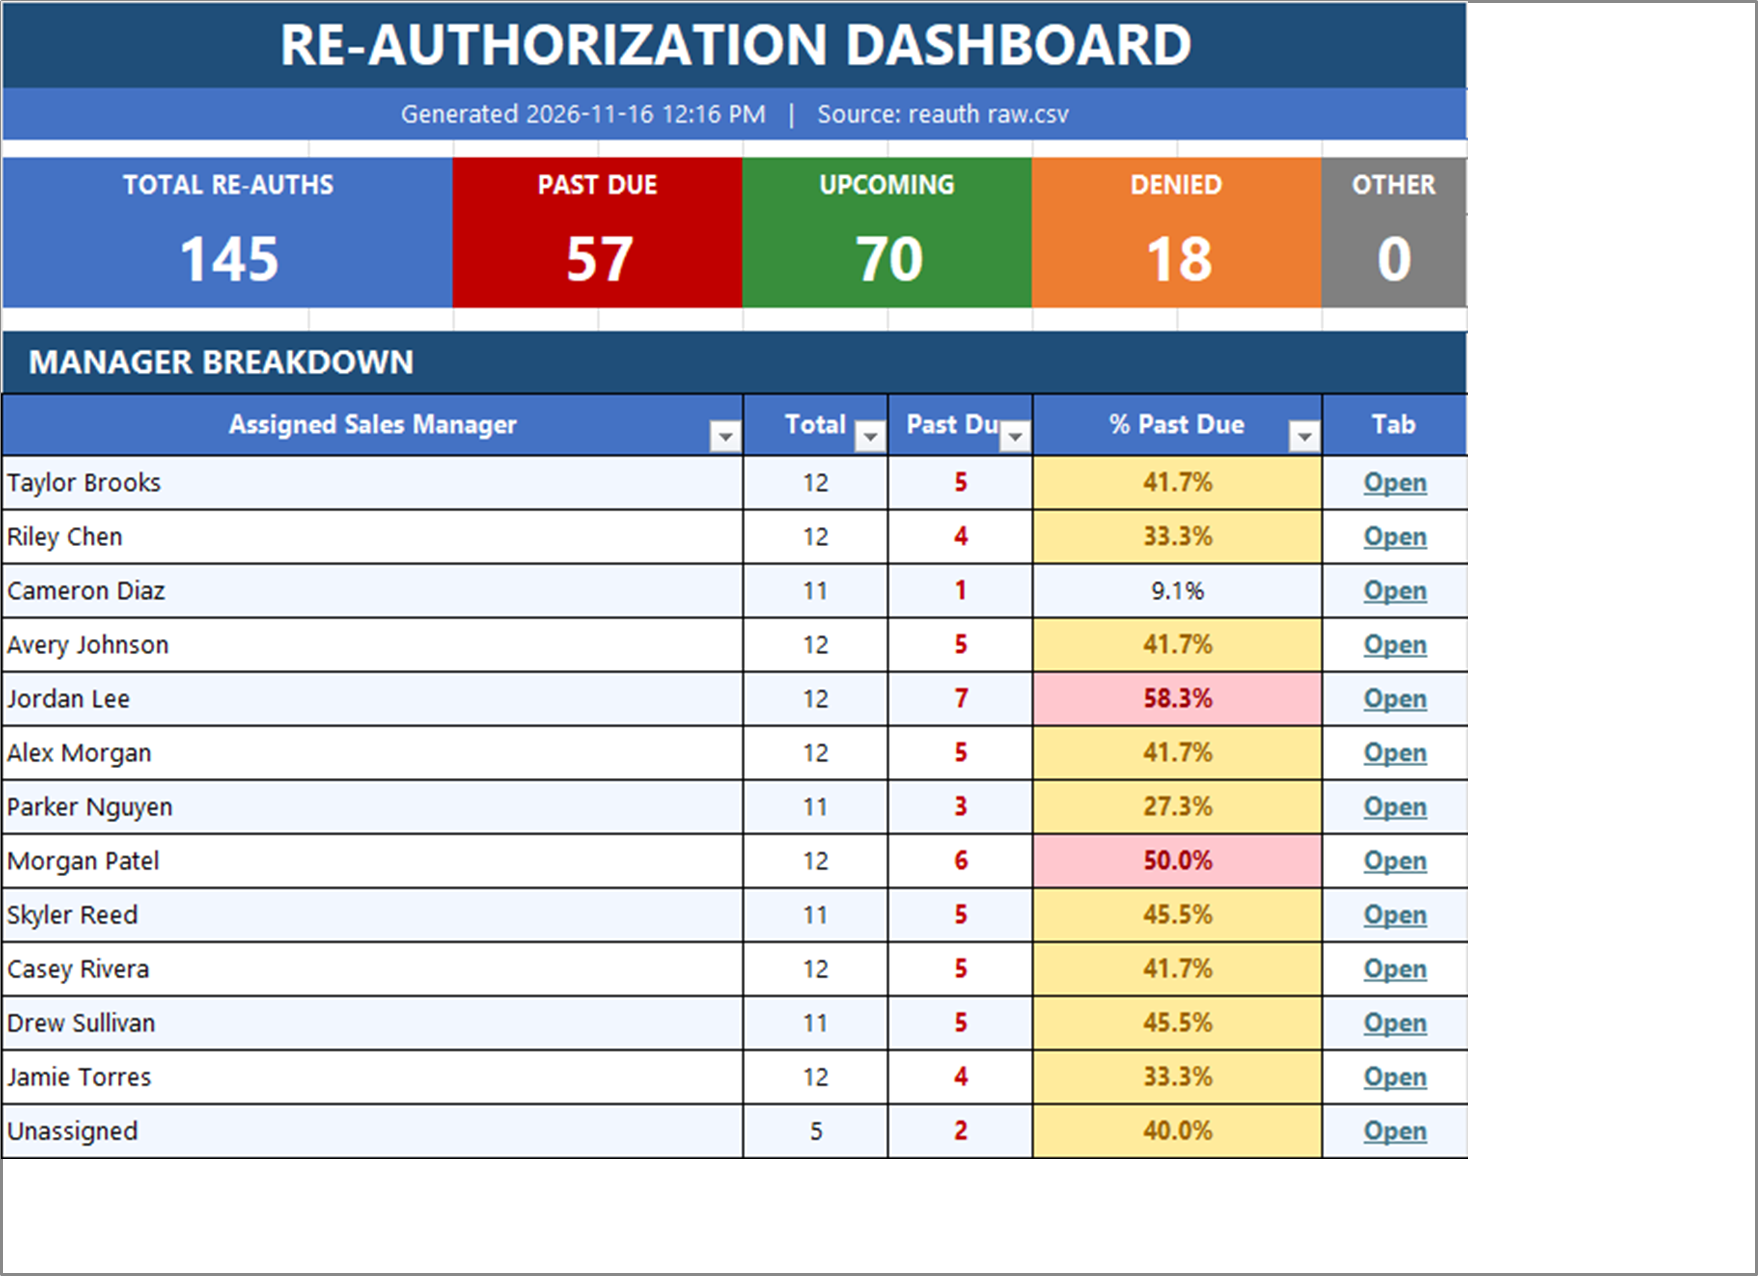 RE-AUTHORIZATION DASHBOARD
Generated 2026-11-16 12:16 PM | Source: reauth raw.csv
TOTAL RE-AUTHS PAST DUE UPCOMING DENIED OTHER
145 57 70 18 0
MANAGER BREAKDOWN
Assigned Sales Manager Total Past Du % Past Due Tab
Taylor Brooks 12 5 41.7% Open
Riley Chen 12 4 33.3% Open
Cameron Diaz 11 1 9.1% Open
Avery Johnson 12 5 41.7% Open
Jordan Lee 12 7 58.3% Open
Alex Morgan 12 5 41.7% Open
Parker Nguyen 11 3 27.3% Open
Morgan Patel 12 6 50.0% Open
Skyler Reed 11 5 45.5% Open
Casey Rivera 12 5 41.7% Open
Drew Sullivan 11 5 45.5% Open
Jamie Torres 12 4 33.3% Open
Unassigned 5 2 40.0% Open